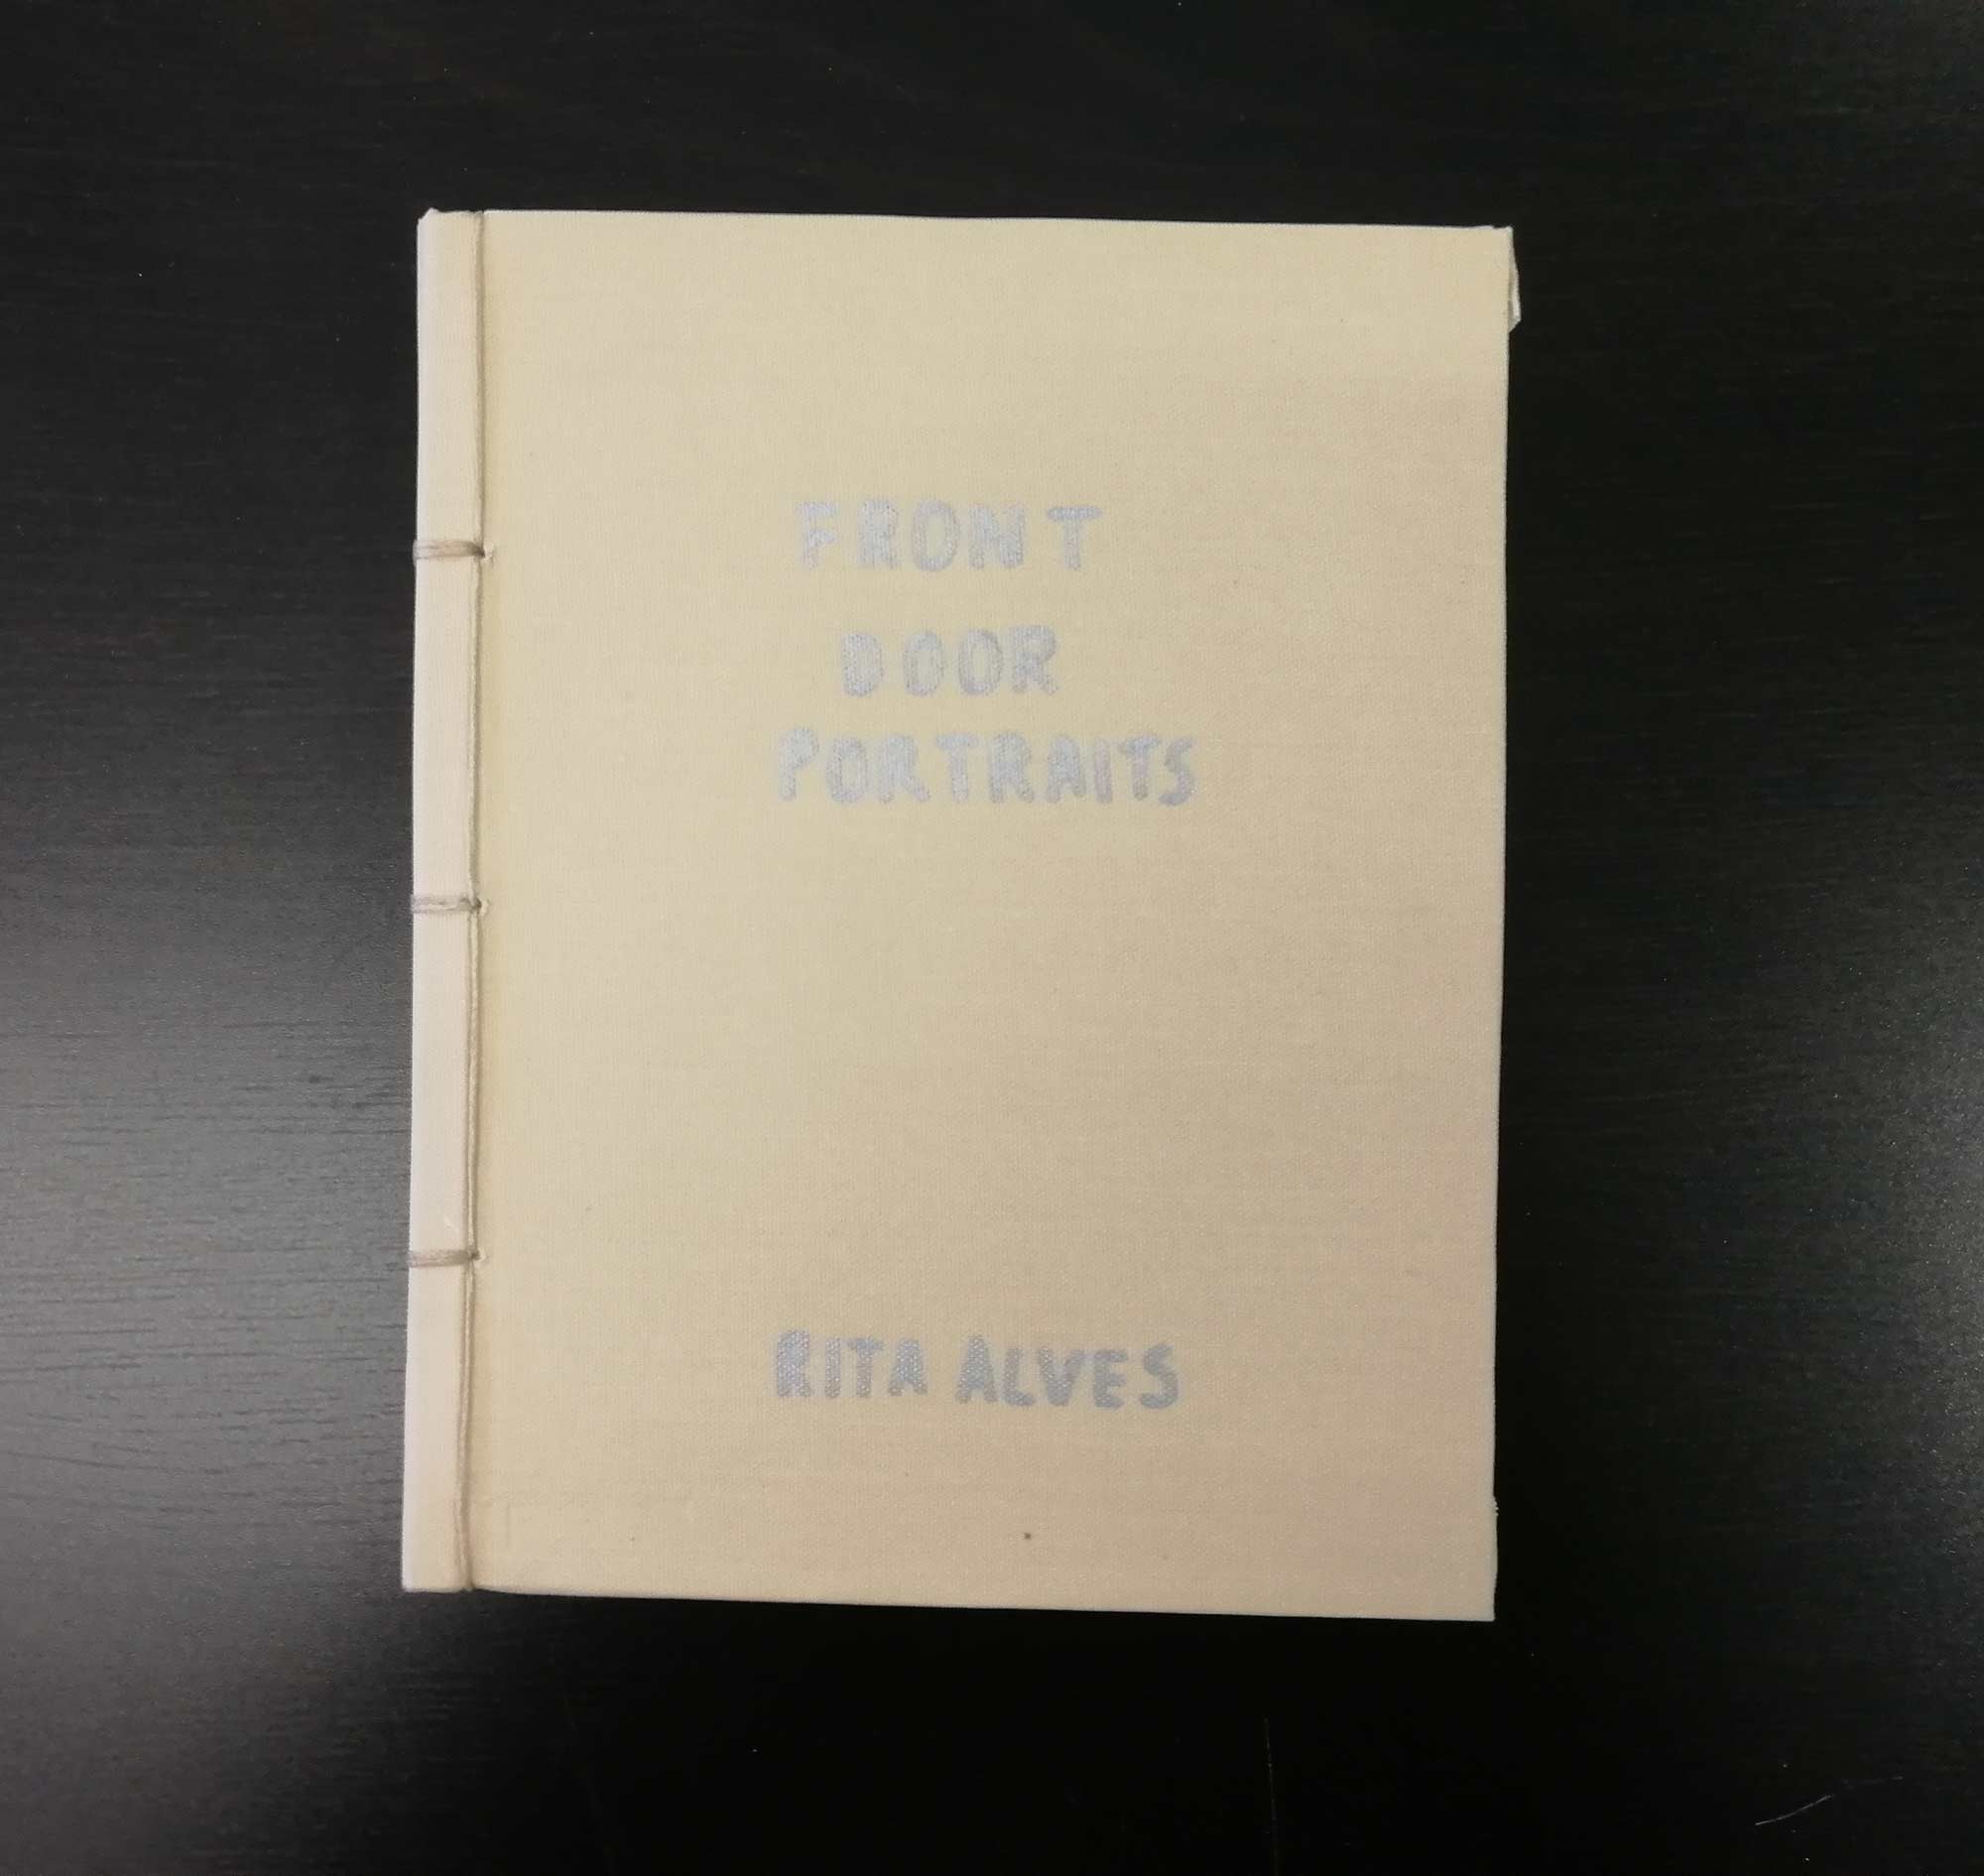 FRONT
DOOR
PORTRAITS
RITA ALVES